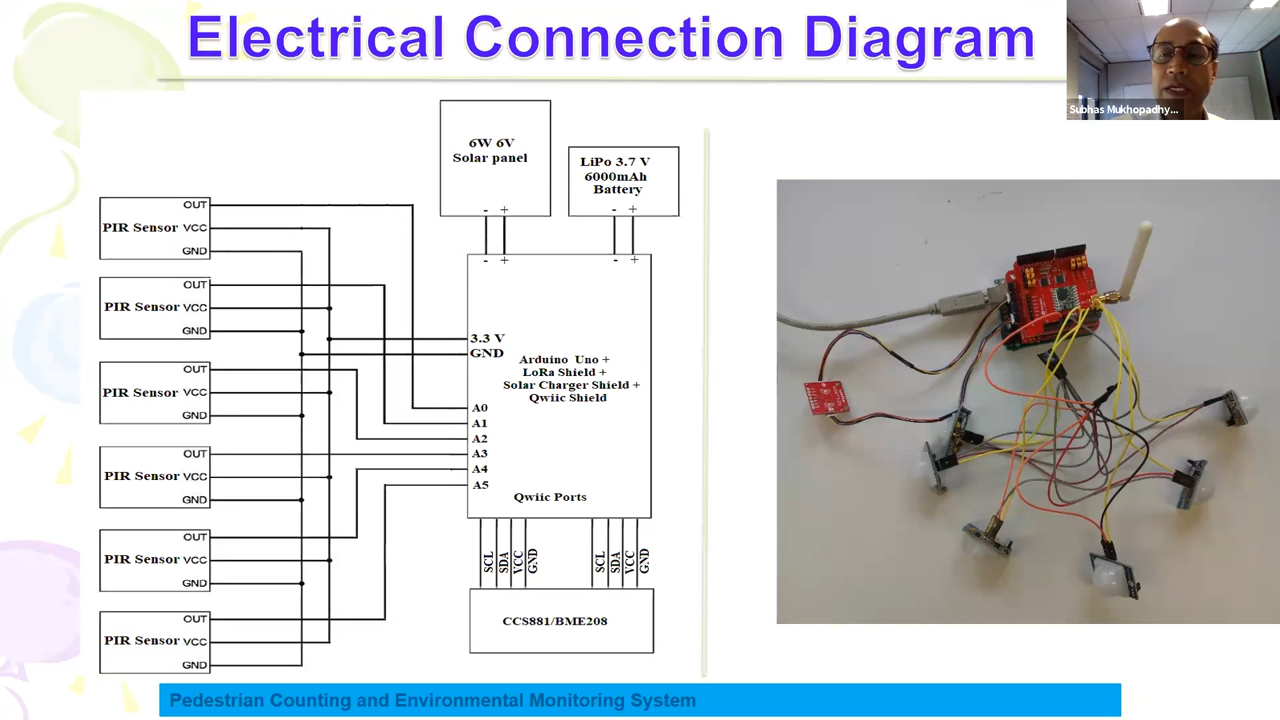 Electrical Connection Diagram
Subhas Mukhopadhy...
6W 6V
Solar panel
- +
LiPo 3.7 V
6000mAh
Battery
- +
OUT
PIR Sensor VCC
GND
OUT
PIR Sensor VCC
GND
OUT
PIR Sensor VCC
GND
OUT
PIR Sensor VCC
GND
OUT
PIR Sensor VCC
GND
OUT
PIR Sensor VCC
GND
- +
- +
3.3 V
GND
A0
A1
A2
A3
A4
A5
Arduino Uno +
LoRa Shield +
Solar Charger Shield +
Qwiic Shield
Qwiic Ports
SCL
SDA
VCC
GND
SCL
SDA
VCC
GND
CCS881/BME208
Pedestrian Counting and Environmental Monitoring System